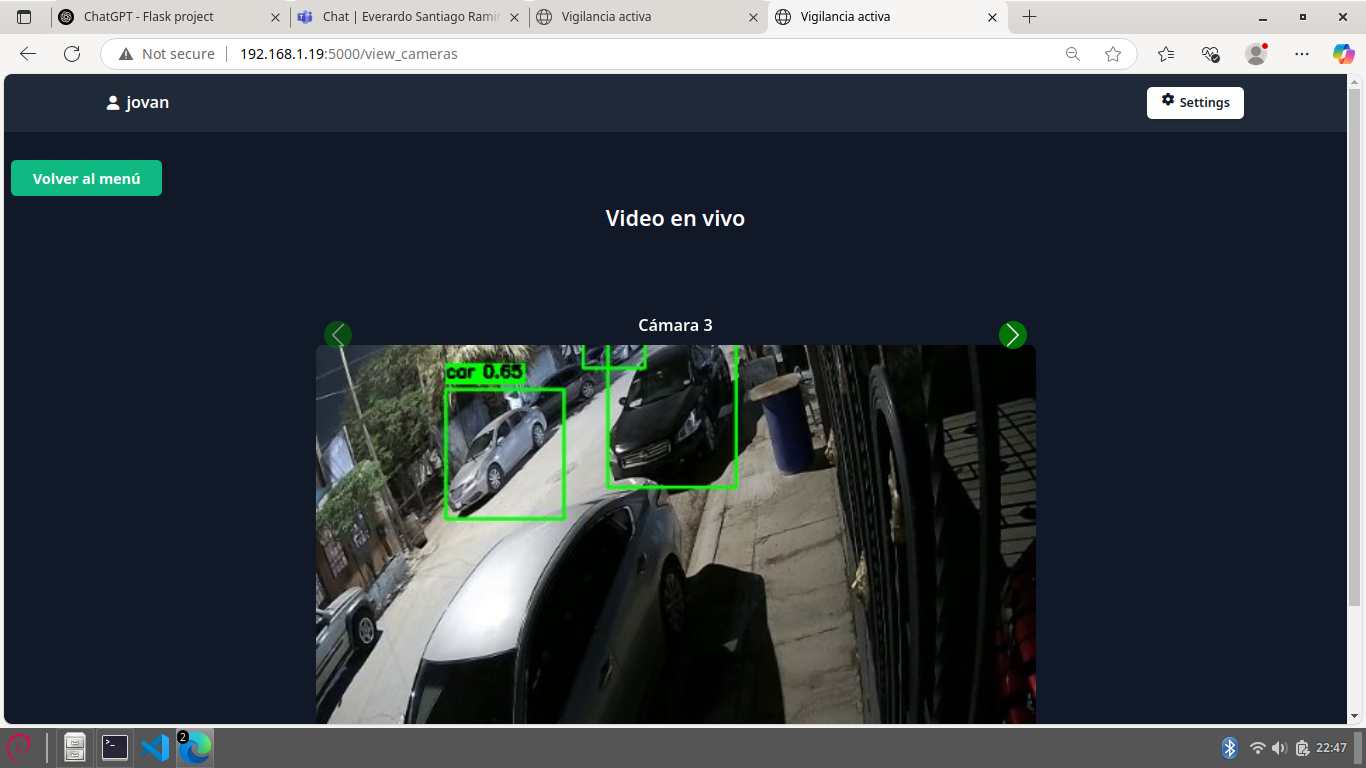 ChatGPT - Flask project
Chat | Everardo Santiago Ramir
Vigilancia activa
Vigilancia activa
Not secure
192.168.1.19:5000/view_cameras
jovan
Settings
Volver al menú
Video en vivo
Cámara 3
car 0.65
>_
2
22:47